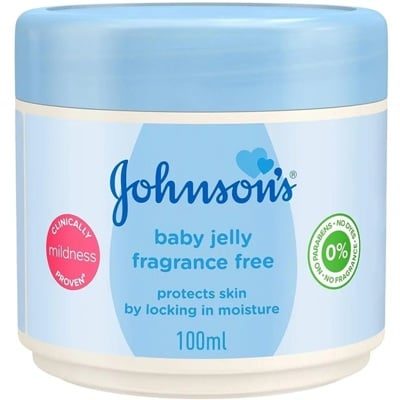 Johnson's®
baby jelly
fragrance free
CLINICALLY
mildness
PROVEN
NO PARABENS • NO DYES •
0%
• NO FRAGRANCE
protects skin
by locking in moisture
100ml